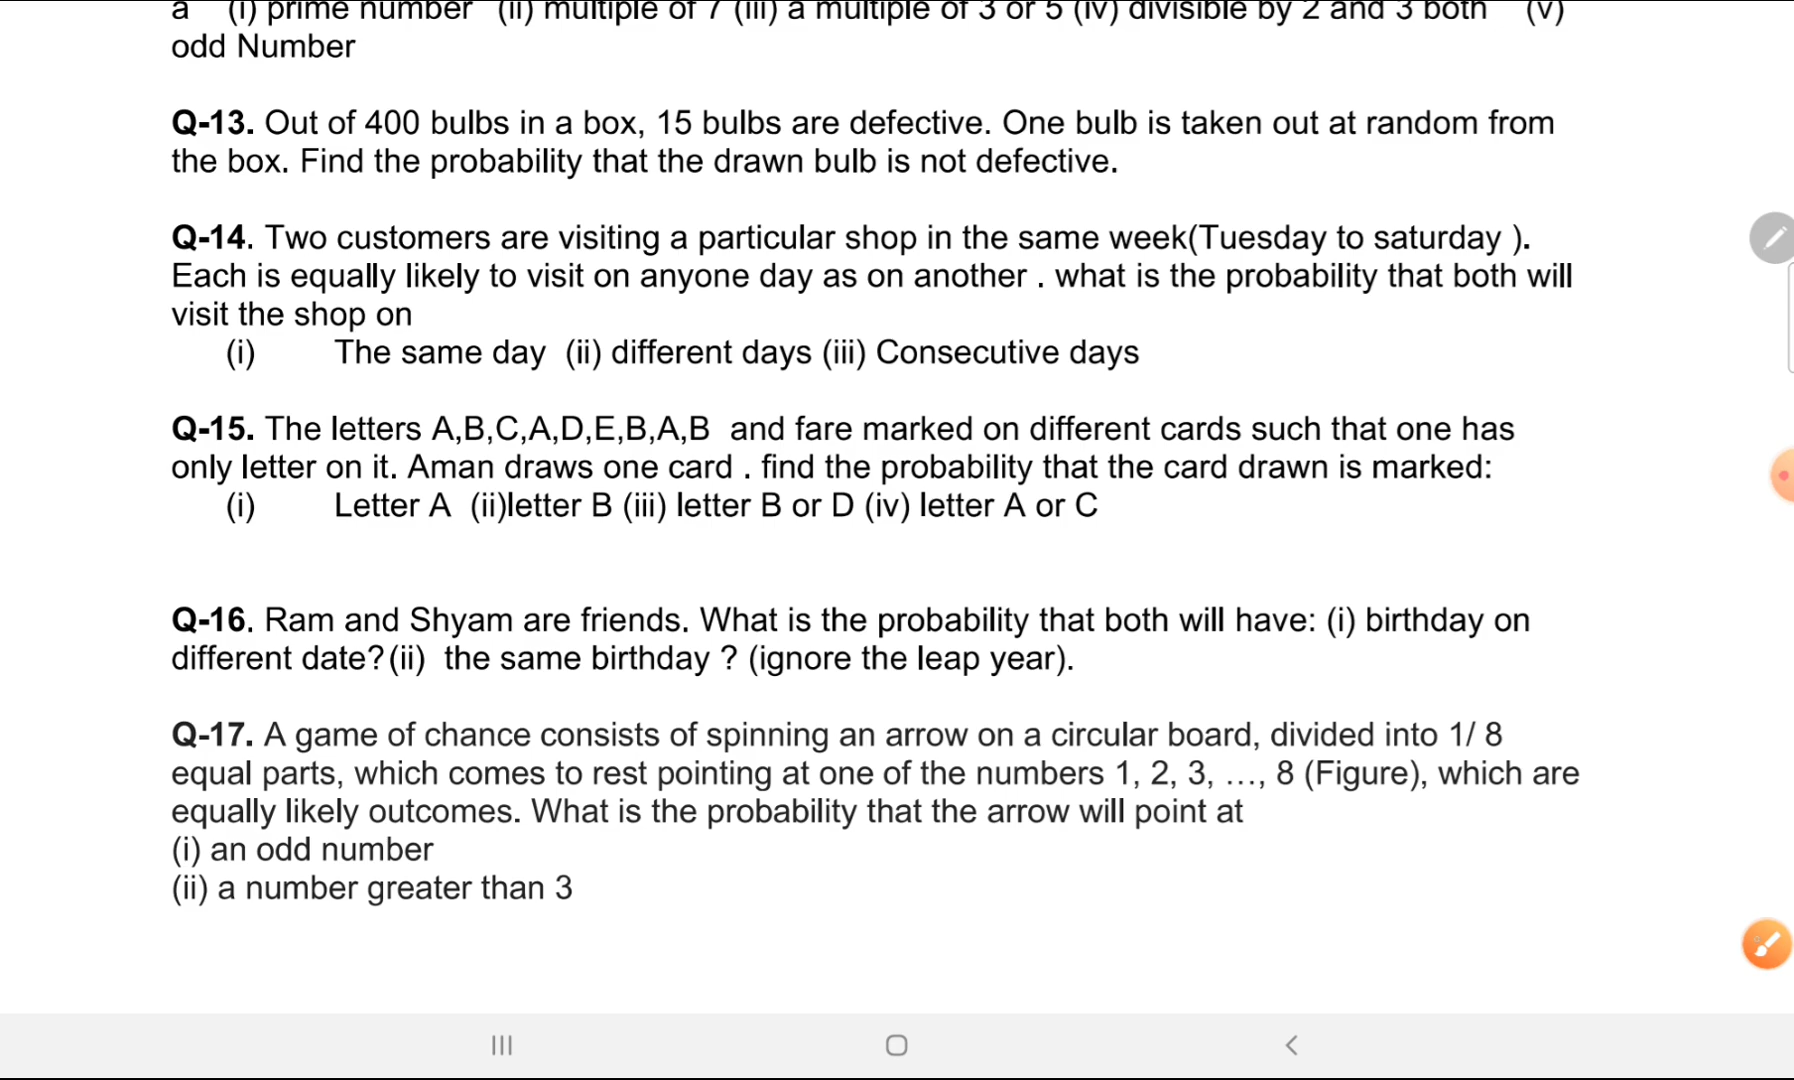 a (i) prime number (ii) multiple of 7 (iii) a multiple of 3 or 5 (iv) divisible by 2 and 3 both (v)
odd Number
Q-13. Out of 400 bulbs in a box, 15 bulbs are defective. One bulb is taken out at random from
the box. Find the probability that the drawn bulb is not defective.
Q-14. Two customers are visiting a particular shop in the same week(Tuesday to saturday ).
Each is equally likely to visit on anyone day as on another . what is the probability that both will
visit the shop on
(i) The same day (ii) different days (iii) Consecutive days
Q-15. The letters A,B,C,A,D,E,B,A,B and fare marked on different cards such that one has
only letter on it. Aman draws one card . find the probability that the card drawn is marked:
(i) Letter A (ii)letter B (iii) letter B or D (iv) letter A or C
Q-16. Ram and Shyam are friends. What is the probability that both will have: (i) birthday on
different date?(ii) the same birthday ? (ignore the leap year).
Q-17. A game of chance consists of spinning an arrow on a circular board, divided into 1/ 8
equal parts, which comes to rest pointing at one of the numbers 1, 2, 3, …, 8 (Figure), which are
equally likely outcomes. What is the probability that the arrow will point at
(i) an odd number
(ii) a number greater than 3